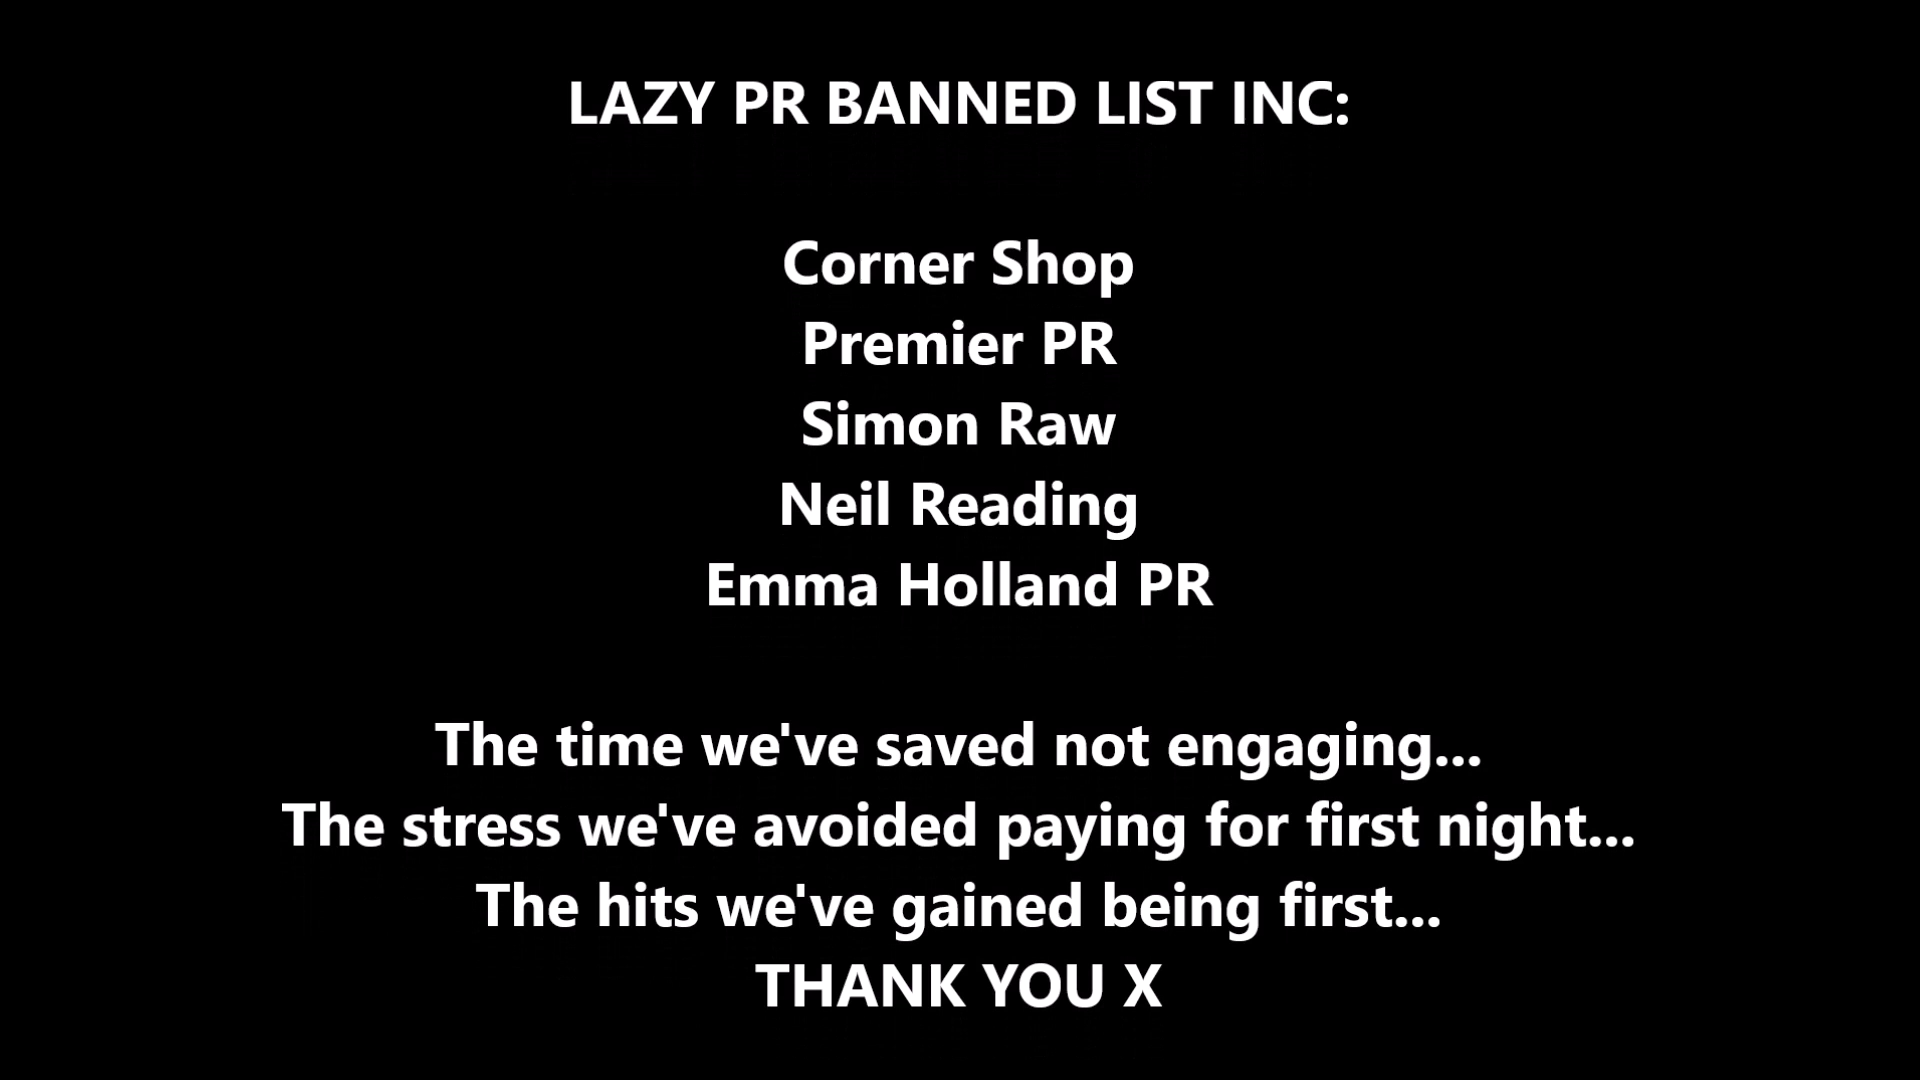 LAZY PR BANNED LIST INC:
Corner Shop
Premier PR
Simon Raw
Neil Reading
Emma Holland PR
The time we've saved not engaging...
The stress we've avoided paying for first night...
The hits we've gained being first...
THANK YOU X